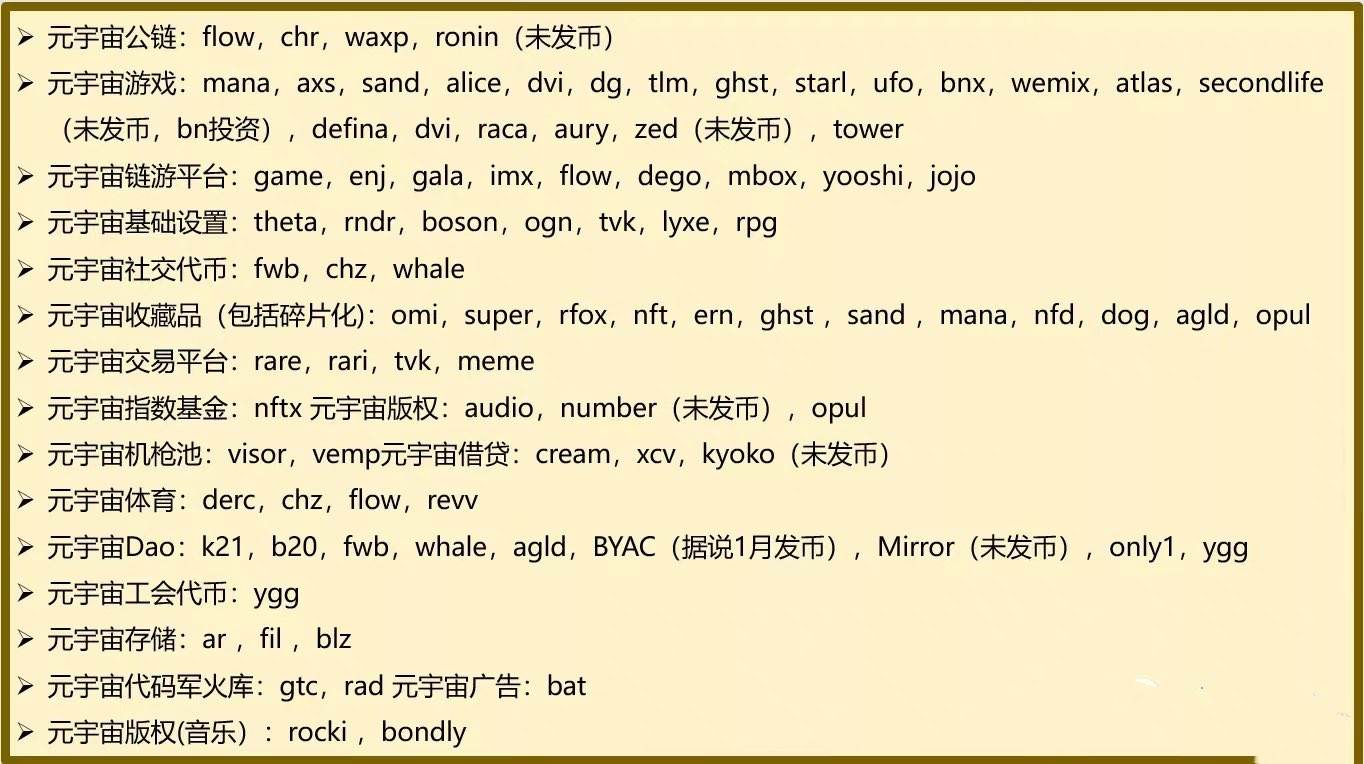 ➢ 元宇宙公链：flow，chr，waxp，ronin（未发币）
➢ 元宇宙游戏：mana，axs，sand，alice，dvi，dg，tlm，ghst，starl，ufo，bnx，wemix，atlas，secondlife
（未发币，bn投资），defina，dvi，raca，aury，zed（未发币），tower
➢ 元宇宙链游平台：game，enj，gala，imx，flow，dego，mbox，yooshi，jojo
➢ 元宇宙基础设置：theta，rndr，boson，ogn，tvk，lyxe，rpg
➢ 元宇宙社交代币：fwb，chz，whale
➢ 元宇宙收藏品（包括碎片化)：omi，super，rfox，nft，ern，ghst ，sand ，mana，nfd，dog，agld，opul
➢ 元宇宙交易平台：rare，rari，tvk，meme
➢ 元宇宙指数基金：nftx 元宇宙版权：audio，number（未发币），opul
➢ 元宇宙机枪池：visor，vemp元宇宙借贷：cream，xcv，kyoko（未发币）
➢ 元宇宙体育：derc，chz，flow，revv
➢ 元宇宙Dao：k21，b20，fwb，whale，agld，BYAC（据说1月发币），Mirror（未发币），only1，ygg
➢ 元宇宙工会代币：ygg
➢ 元宇宙存储：ar ，fil ，blz
➢ 元宇宙代码军火库：gtc，rad 元宇宙广告：bat
➢ 元宇宙版权(音乐）：rocki ，bondly